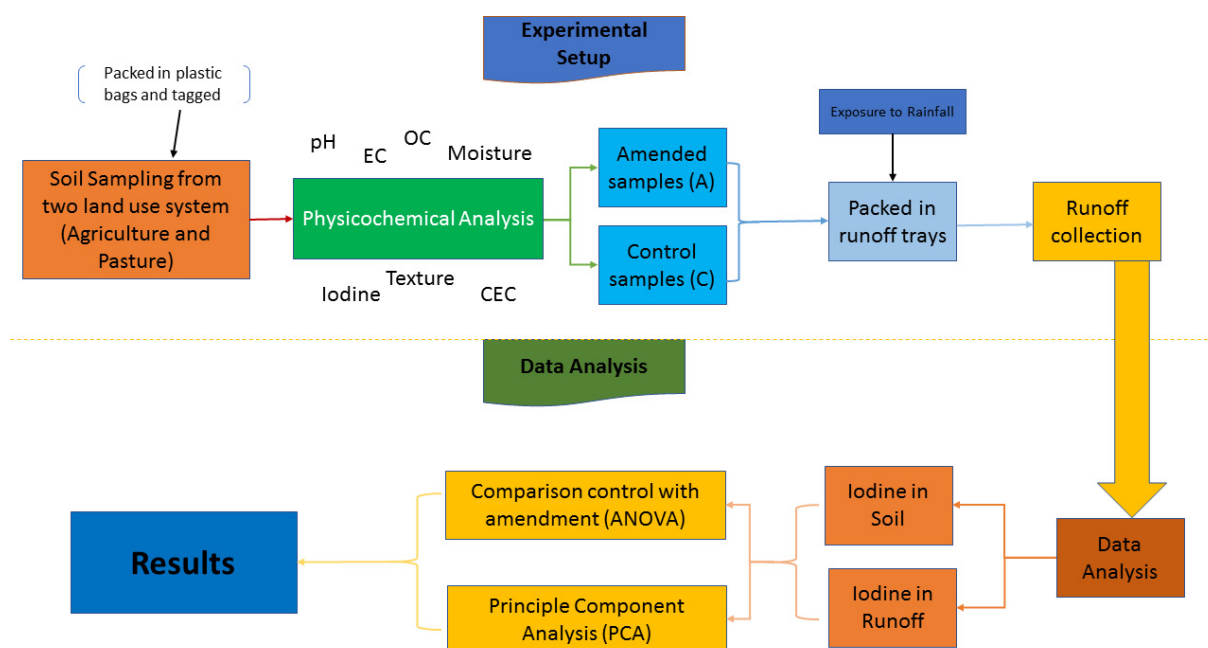 Experimental
Setup
Packed in plastic
bags and tagged
Soil Sampling from
two land use system
(Agriculture and
Pasture)
pH
EC
OC
Moisture
Physicochemical Analysis
Iodine
Texture
CEC
Amended
samples (A)
Control
samples (C)
Exposure to Rainfall
Packed in
runoff trays
Runoff
collection
Data Analysis
Data
Analysis
Iodine in
Soil
Iodine in
Runoff
Comparison control with
amendment (ANOVA)
Principle Component
Analysis (PCA)
Results